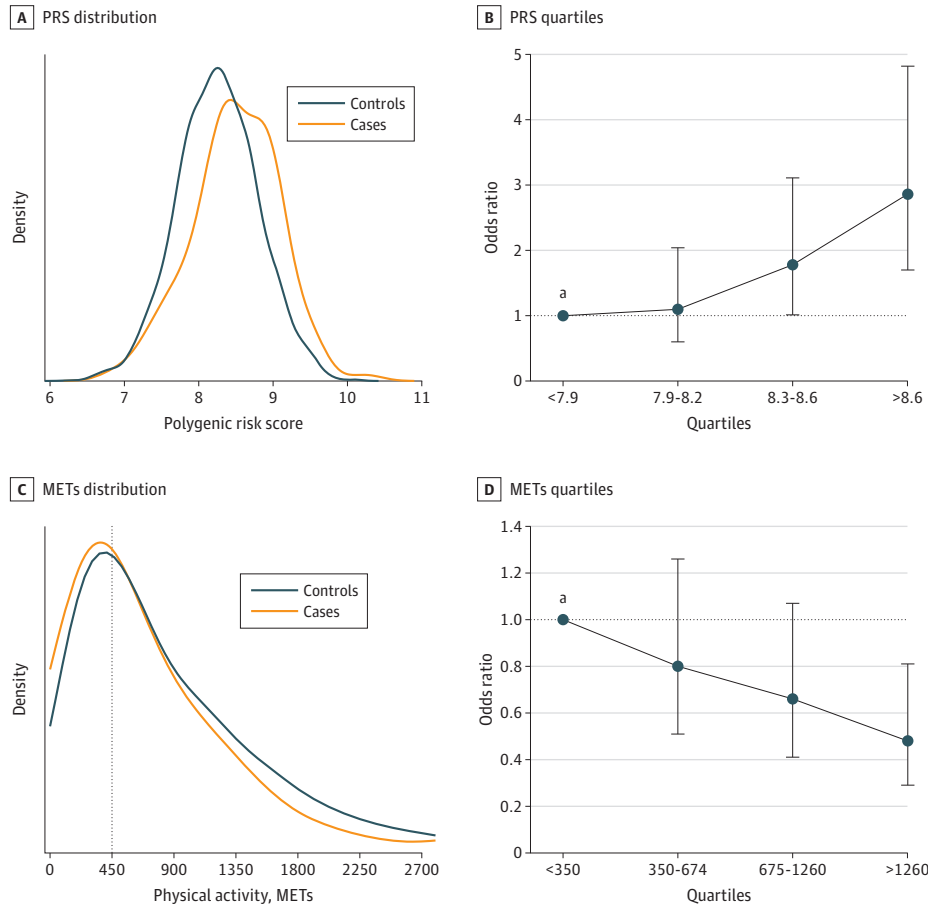 A PRS distribution
Density
Controls
Cases
6 7 8 9 10 11
Polygenic risk score
B PRS quartiles
Odds ratio
5
4
3
2
1
0
a
<7.9 7.9-8.2 8.3-8.6 >8.6
Quartiles
C METs distribution
Density
Controls
Cases
0 450 900 1350 1800 2250 2700
Physical activity, METs
D METs quartiles
Odds ratio
1.4
1.2
1.0
0.8
0.6
0.4
0.2
0
a
<350 350-674 675-1260 >1260
Quartiles